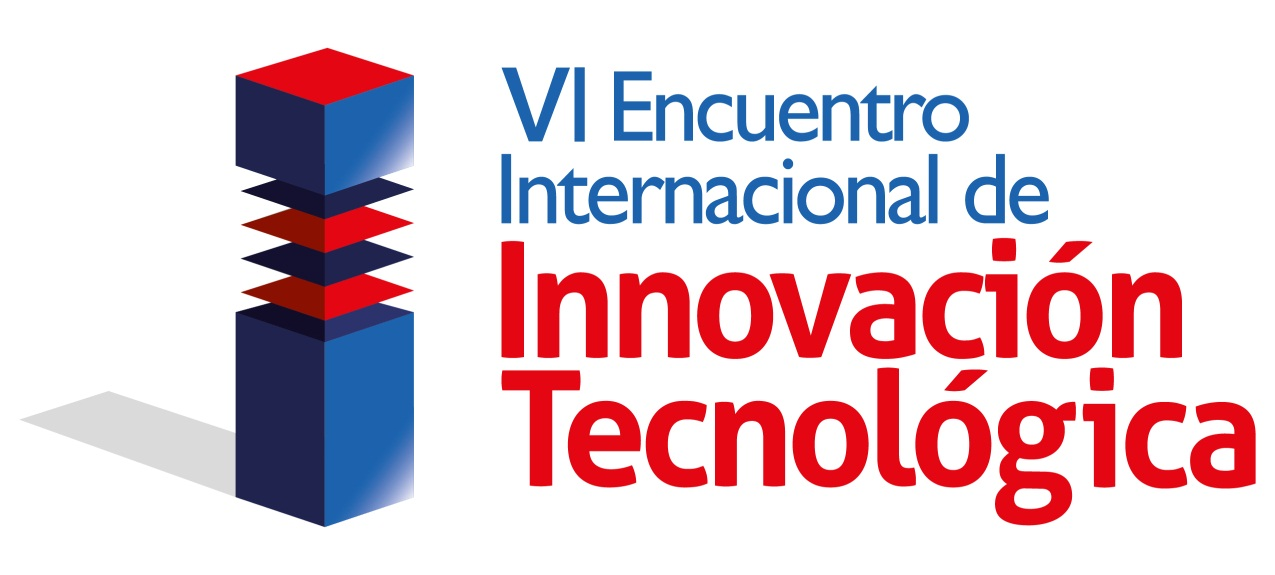 VI Encuentro
Internacional de
Innovación
Tecnológica